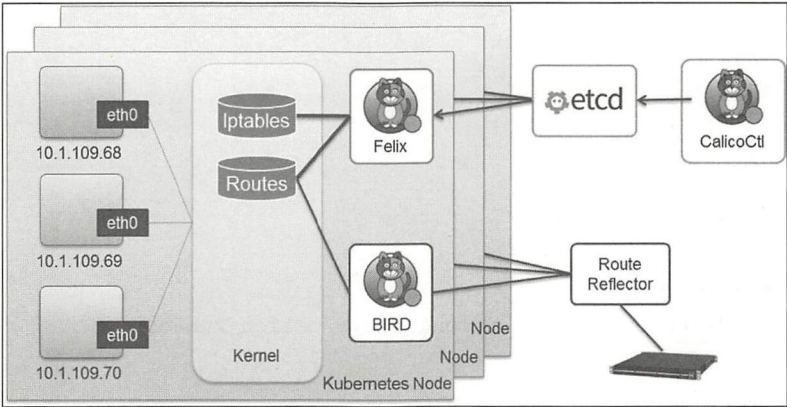 eth0
10.1.109.68
eth0
10.1.109.69
eth0
10.1.109.70
Iptables
Routes
Kernel
Felix
BIRD
Kubernetes Node
Node
Node
etcd
CalicoCtl
Route
Reflector